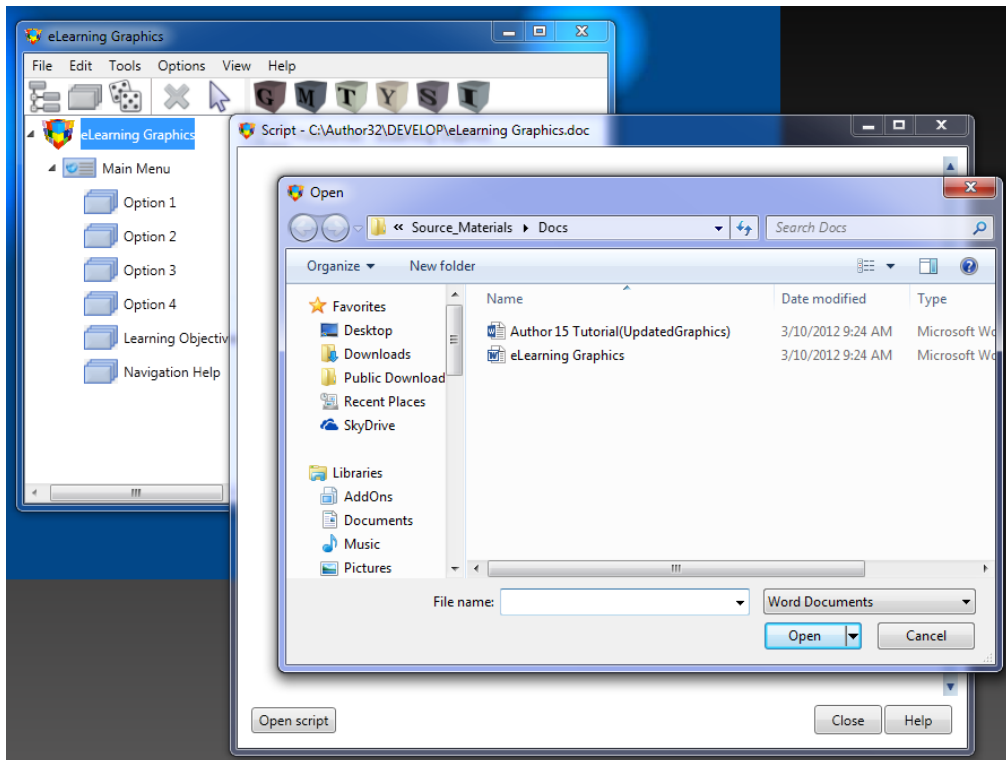 eLearning Graphics
File Edit Tools Options View Help
G M T Y S I
eLearning Graphics
Main Menu
Option 1
Option 2
Option 3
Option 4
Learning Objectiv
Navigation Help
Script - C:\Author32\DEVELOP\eLearning Graphics.doc
Open
« Source_Materials Docs
Search Docs
Organize New folder
Favorites
Desktop
Downloads
Public Download
Recent Places
SkyDrive
Libraries
AddOns
Documents
Music
Pictures
Name Date modified Type
Author 15 Tutorial(UpdatedGraphics) 3/10/2012 9:24 AM Microsoft Wo
eLearning Graphics 3/10/2012 9:24 AM Microsoft Wo
File name: Word Documents
Open Cancel
Open script Close Help